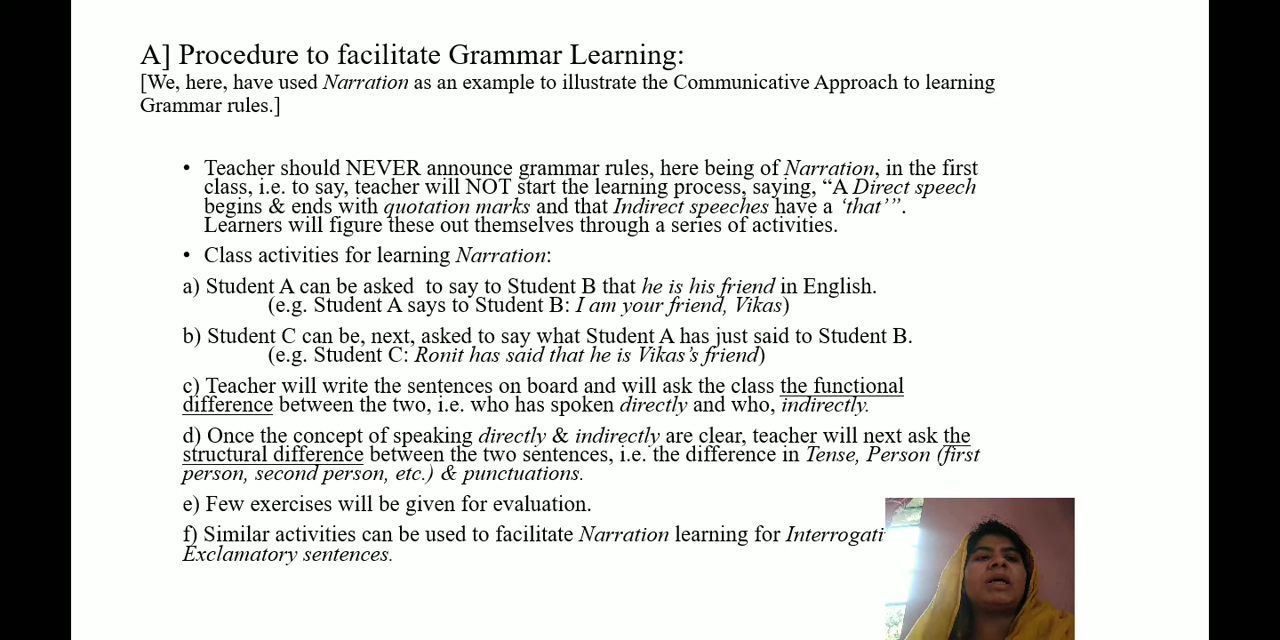 A] Procedure to facilitate Grammar Learning:
[We, here, have used Narration as an example to illustrate the Communicative Approach to learning
Grammar rules.]
• Teacher should NEVER announce grammar rules, here being of Narration, in the first
class, i.e. to say, teacher will NOT start the learning process, saying, “A Direct speech
begins & ends with quotation marks and that Indirect speeches have a ‘that’”.
Learners will figure these out themselves through a series of activities.
• Class activities for learning Narration:
a) Student A can be asked to say to Student B that he is his friend in English.
(e.g. Student A says to Student B: I am your friend, Vikas)
b) Student C can be, next, asked to say what Student A has just said to Student B.
(e.g. Student C: Ronit has said that he is Vikas’s friend)
c) Teacher will write the sentences on board and will ask the class the functional
difference between the two, i.e. who has spoken directly and who, indirectly.
d) Once the concept of speaking directly & indirectly are clear, teacher will next ask the
structural difference between the two sentences, i.e. the difference in Tense, Person (first
person, second person, etc.) & punctuations.
e) Few exercises will be given for evaluation.
f) Similar activities can be used to facilitate Narration learning for Interrogati
Exclamatory sentences.